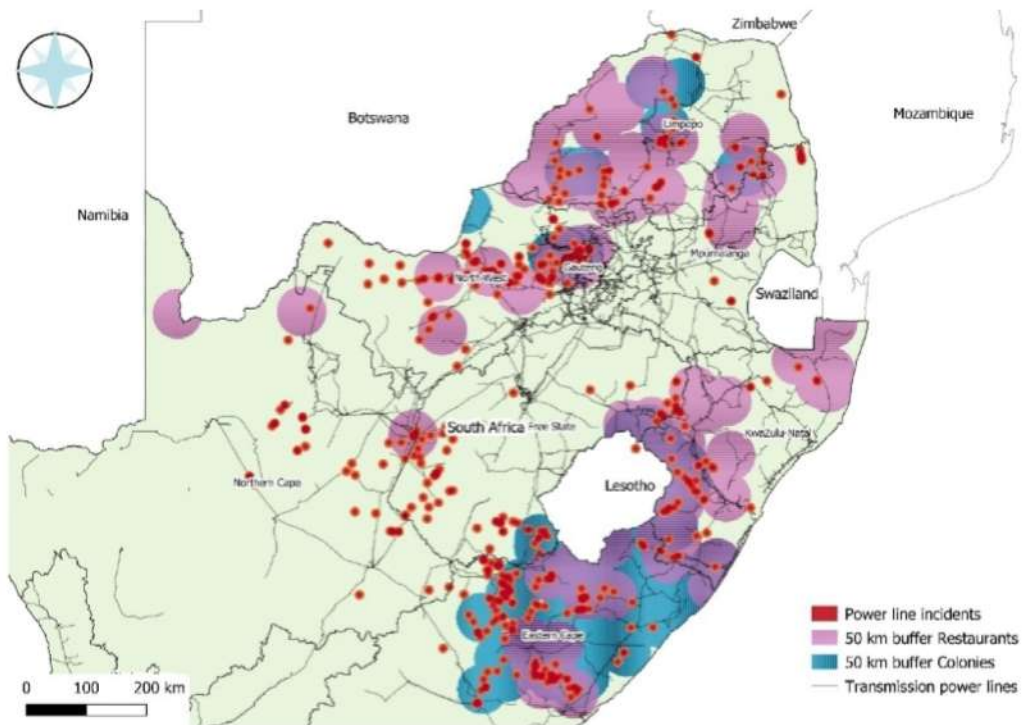 Zimbabwe
Botswana
Mozambique
Limpopo
Namibia
Mpumalanga
North West
Gauteng
Swaziland
South Africa
Free State
KwaZulu-Natal
Northern Cape
Lesotho
Eastern Cape
Power line incidents
50 km buffer Restaurants
50 km buffer Colonies
Transmission power lines
0 100 200 km